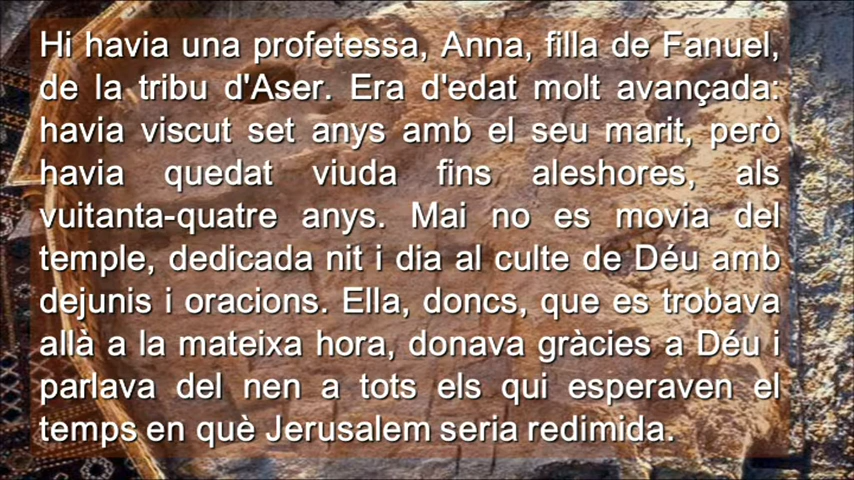 Hi havia una profetessa, Anna, filla de Fanuel,
de la tribu d'Aser. Era d'edat molt avançada:
havia viscut set anys amb el seu marit, però
havia quedat viuda fins aleshores, als
vuitanta-quatre anys. Mai no es movia del
temple, dedicada nit i dia al culte de Déu amb
dejunis i oracions. Ella, doncs, que es trobava
allà a la mateixa hora, donava gràcies a Déu i
parlava del nen a tots els qui esperaven el
temps en què Jerusalem seria redimida.